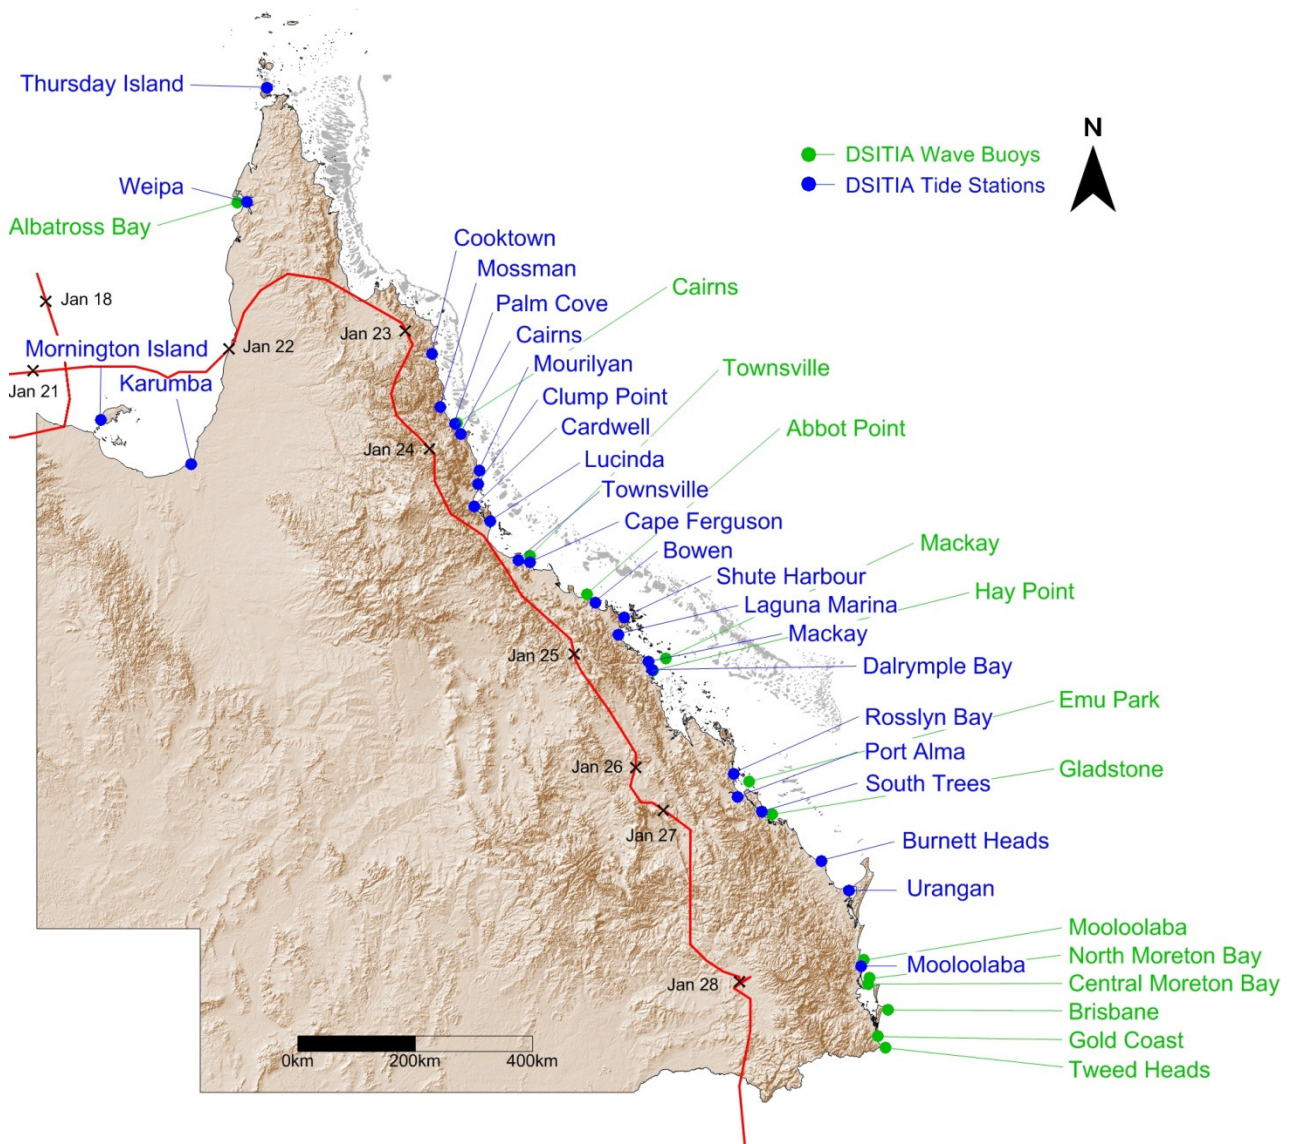 N
Thursday Island
DSITIA Wave Buoys
DSITIA Tide Stations
Weipa
Albatross Bay
Cooktown
Mossman
Cairns
Palm Cove
Jan 18
Cairns
Jan 23
Mornington Island
Jan 22
Mourilyan
Townsville
Karumba
Jan 21
Clump Point
Cardwell
Abbot Point
Jan 24
Lucinda
Townsville
Cape Ferguson
Mackay
Bowen
Shute Harbour
Hay Point
Laguna Marina
Mackay
Jan 25
Dalrymple Bay
Emu Park
Rosslyn Bay
Port Alma
Jan 26
Gladstone
South Trees
Jan 27
Burnett Heads
Urangan
Mooloolaba
North Moreton Bay
Mooloolaba
Central Moreton Bay
Jan 28
Brisbane
Gold Coast
0km 200km 400km
Tweed Heads